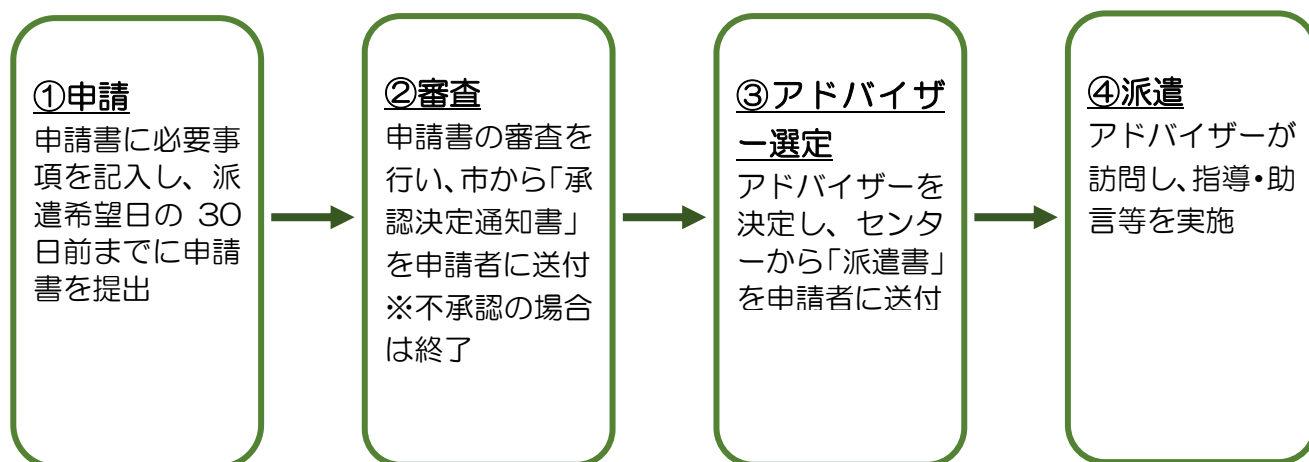 ①申請
申請書に必要事
項を記入し、派
遣希望日の 30
日前までに申請
書を提出
②審査
申請書の審査を
行い、市から「承
認決定通知書」
を申請者に送付
※不承認の場合
は終了
③アドバイザ
ー選定
アドバイザーを
決定し、センタ
ーから「派遣書」
を申請者に送付
④派遣
アドバイザーが
訪問し、指導・助
言等を実施